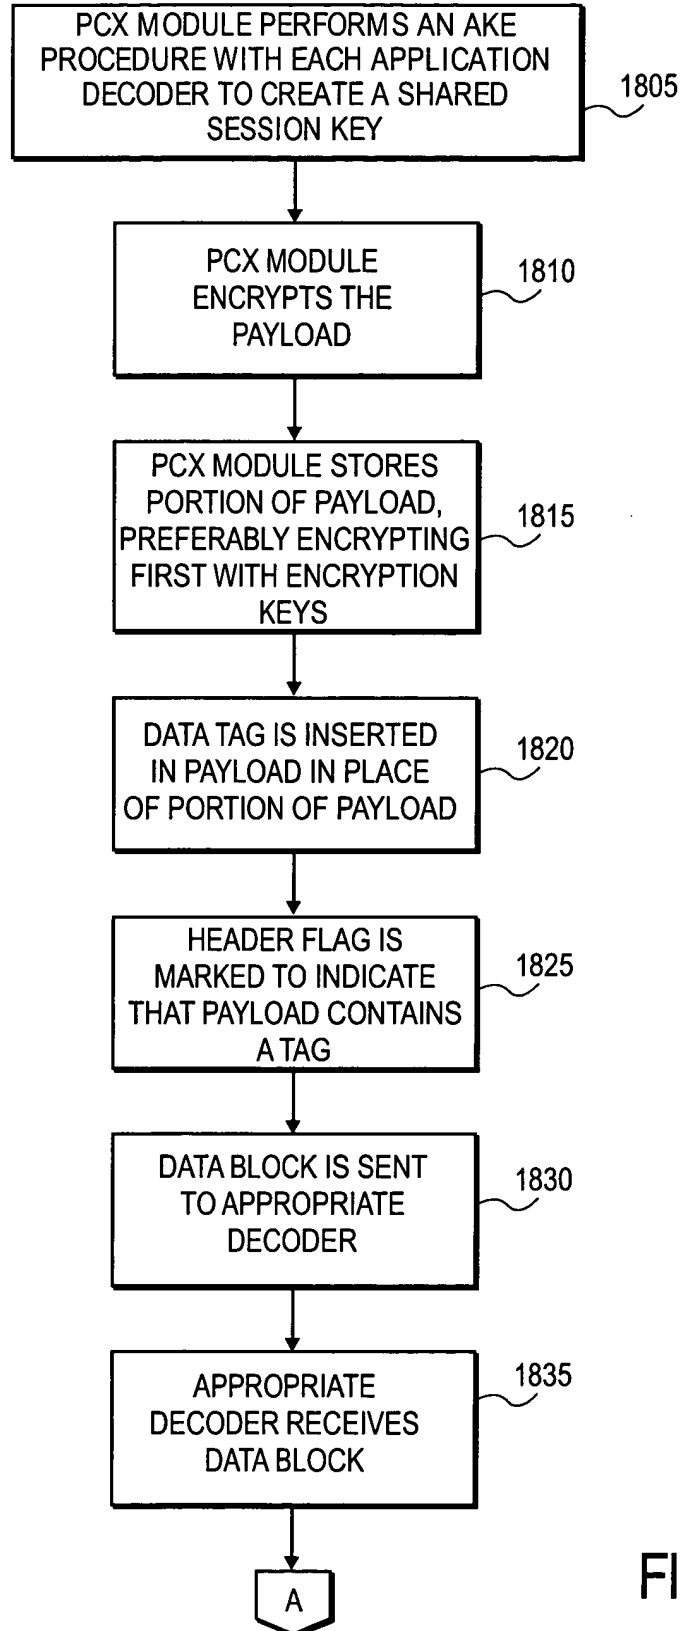 PCX MODULE PERFORMS AN AKE
PROCEDURE WITH EACH APPLICATION
DECODER TO CREATE A SHARED
SESSION KEY
1805
PCX MODULE
ENCRYPTS THE
PAYLOAD
1810
PCX MODULE STORES
PORTION OF PAYLOAD,
PREFERABLY ENCRYPTING
FIRST WITH ENCRYPTION
KEYS
1815
DATA TAG IS INSERTED
IN PAYLOAD IN PLACE
OF PORTION OF PAYLOAD
1820
HEADER FLAG IS
MARKED TO INDICATE
THAT PAYLOAD CONTAINS
A TAG
1825
DATA BLOCK IS SENT
TO APPROPRIATE
DECODER
1830
APPROPRIATE
DECODER RECEIVES
DATA BLOCK
1835
A
FI